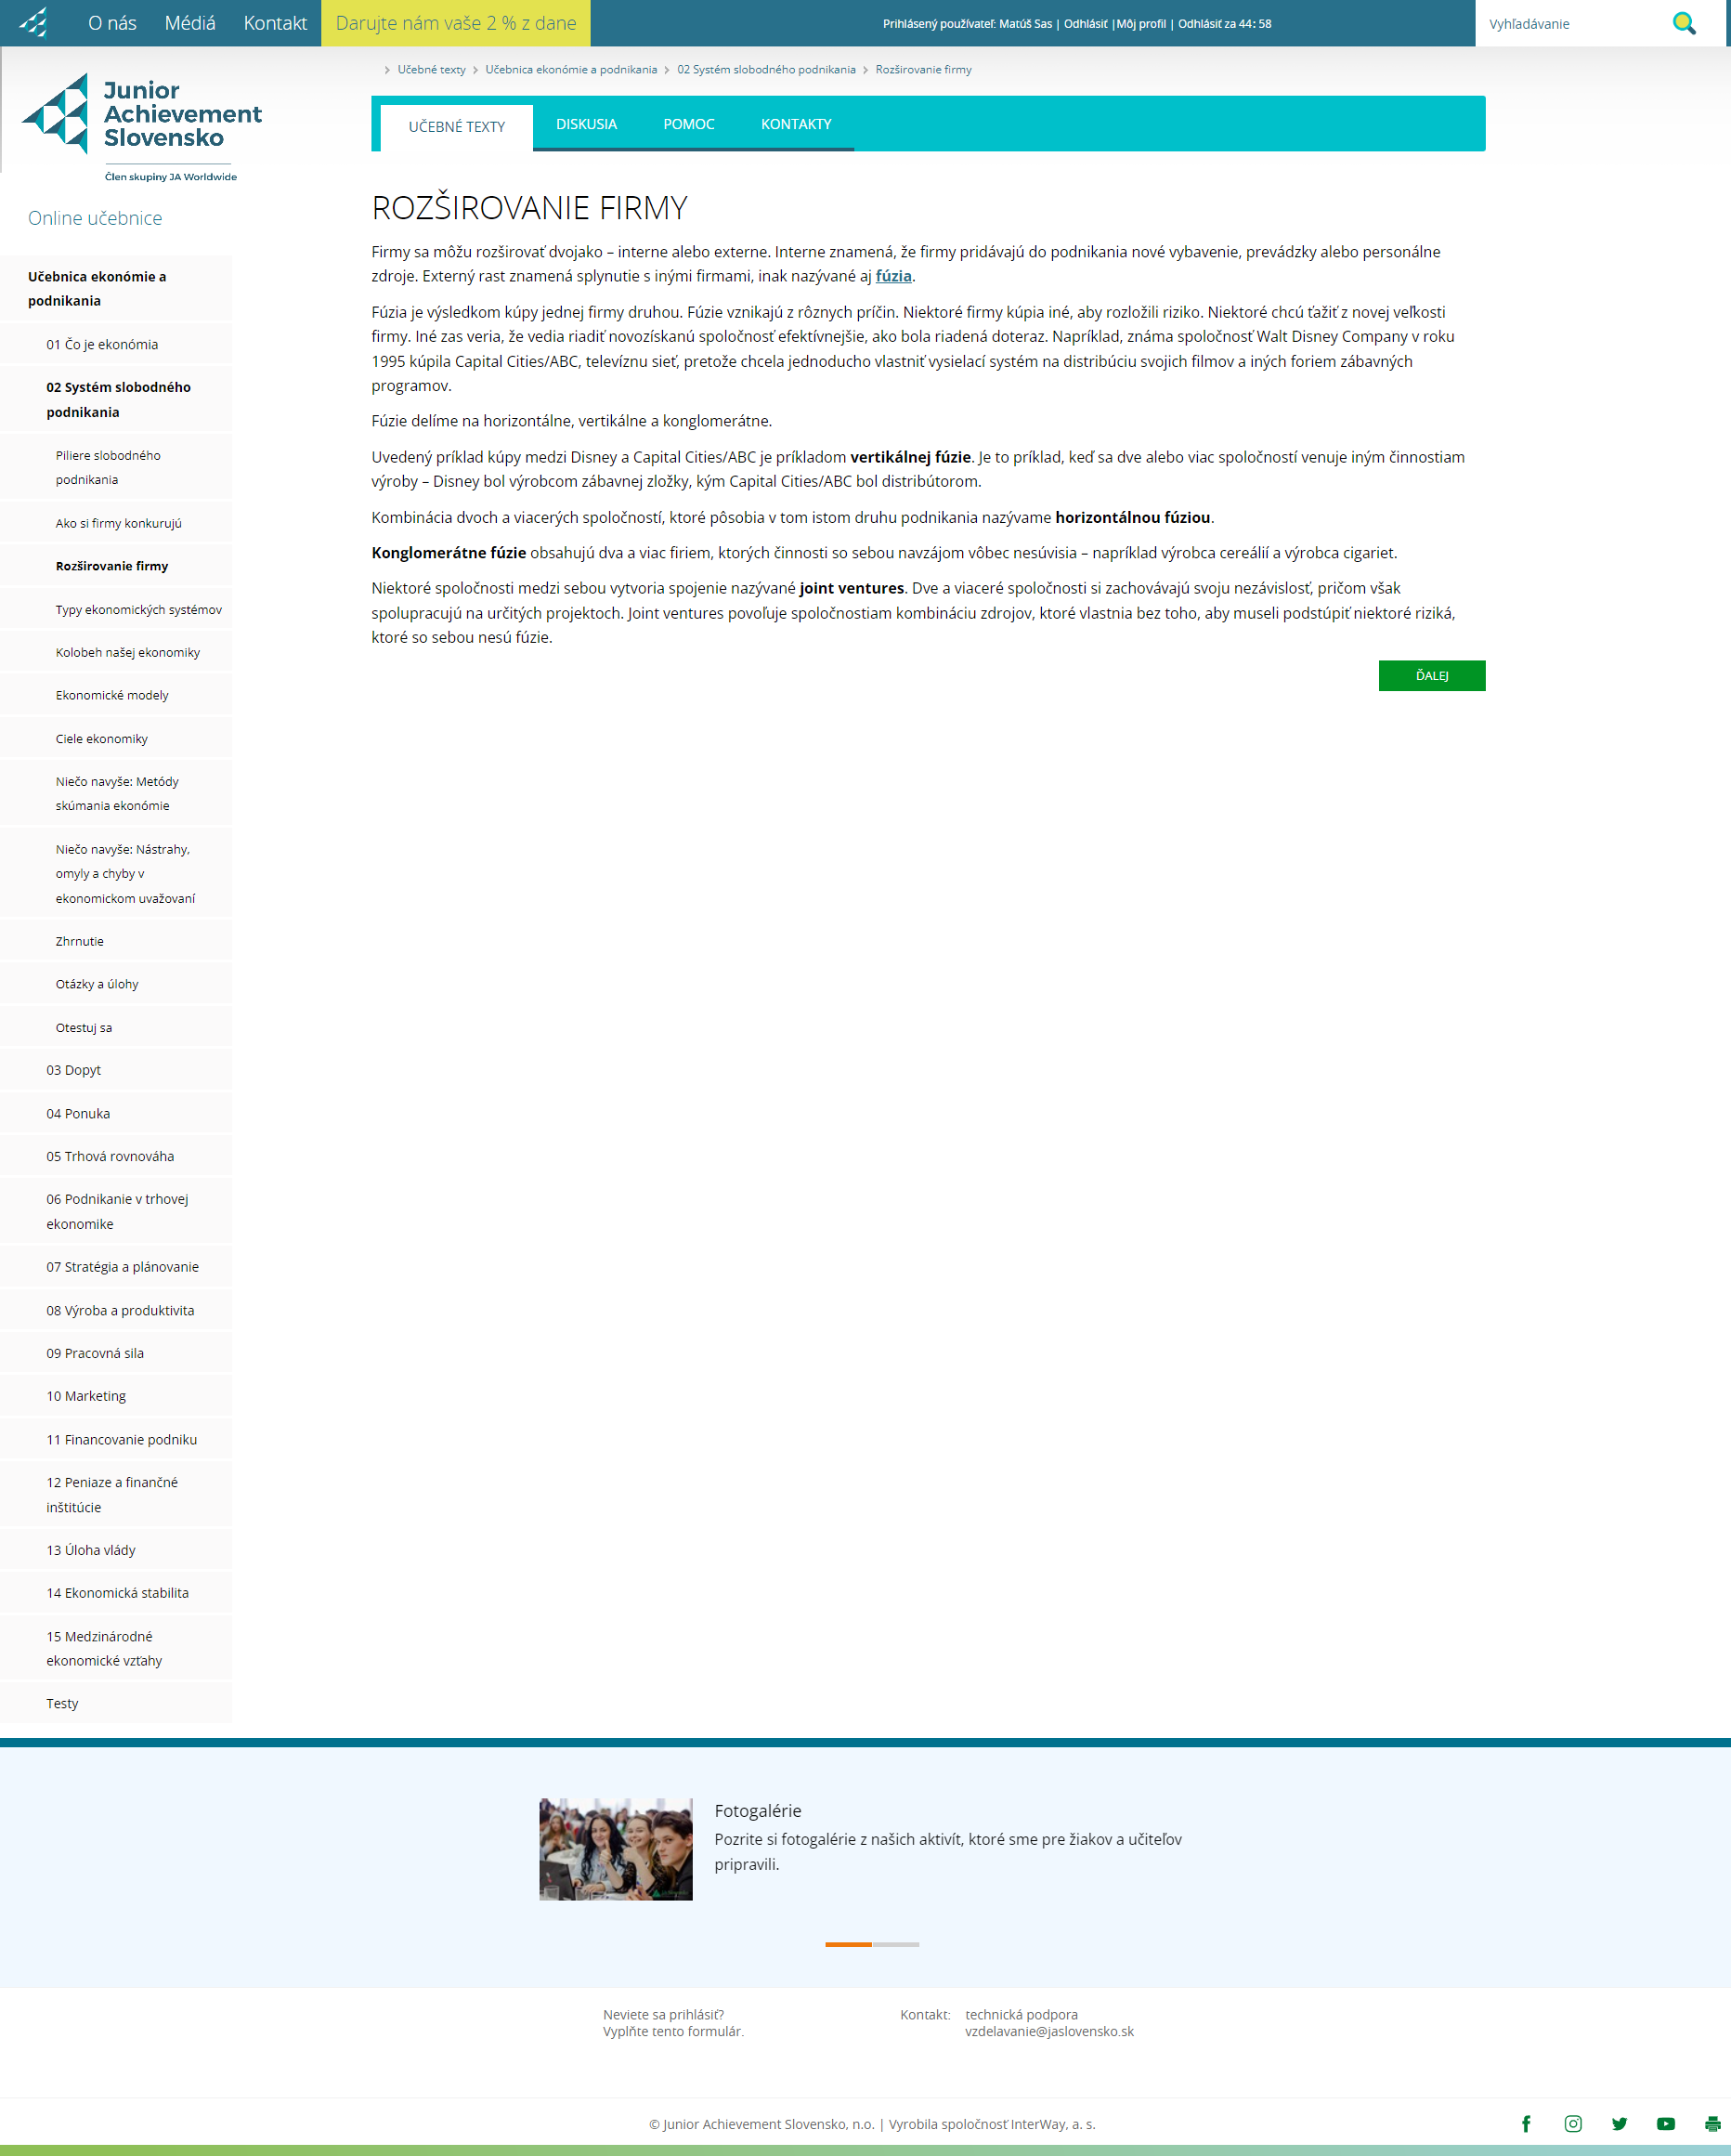 O nás
Médiá
Kontakt
Darujte nám vaše 2 % z dane
Prihlásený používateľ: Matúš Sas | Odhlásiť |Môj profil | Odhlásiť za 44: 58
Vyhľadávanie
Junior
Achievement
Slovensko
Člen skupiny JA Worldwide
Učebné texty
Učebnica ekonómie a podnikania
02 Systém slobodného podnikania
Rozširovanie firmy
UČEBNÉ TEXTY
DISKUSIA
POMOC
KONTAKTY
Online učebnice
Učebnica ekonómie a
podnikania
01 Čo je ekonómia
02 Systém slobodného
podnikania
Piliere slobodného
podnikania
Ako si firmy konkurujú
Rozširovanie firmy
Typy ekonomických systémov
Kolobeh našej ekonomiky
Ekonomické modely
Ciele ekonomiky
Niečo navyše: Metódy
skúmania ekonómie
Niečo navyše: Nástrahy,
omyly a chyby v
ekonomickom uvažovaní
Zhrnutie
Otázky a úlohy
Otestuj sa
03 Dopyt
04 Ponuka
05 Trhová rovnováha
06 Podnikanie v trhovej
ekonomike
07 Stratégia a plánovanie
08 Výroba a produktivita
09 Pracovná sila
10 Marketing
11 Financovanie podniku
12 Peniaze a finančné
inštitúcie
13 Úloha vlády
14 Ekonomická stabilita
15 Medzinárodné
ekonomické vzťahy
Testy
ROZŠIROVANIE FIRMY
Firmy sa môžu rozširovať dvojako – interne alebo externe. Interne znamená, že firmy pridávajú do podnikania nové vybavenie, prevádzky alebo personálne
zdroje. Externý rast znamená splynutie s inými firmami, inak nazývané aj fúzia.
Fúzia je výsledkom kúpy jednej firmy druhou. Fúzie vznikajú z rôznych príčin. Niektoré firmy kúpia iné, aby rozložili riziko. Niektoré chcú ťažiť z novej veľkosti
firmy. Iné zas veria, že vedia riadiť novozískanú spoločnosť efektívnejšie, ako bola riadená doteraz. Napríklad, známa spoločnosť Walt Disney Company v roku
1995 kúpila Capital Cities/ABC, televíznu sieť, pretože chcela jednoducho vlastniť vysielací systém na distribúciu svojich filmov a iných foriem zábavných
programov.
Fúzie delíme na horizontálne, vertikálne a konglomerátne.
Uvedený príklad kúpy medzi Disney a Capital Cities/ABC je príkladom vertikálnej fúzie. Je to príklad, keď sa dve alebo viac spoločností venuje iným činnostiam
výroby – Disney bol výrobcom zábavnej zložky, kým Capital Cities/ABC bol distribútorom.
Kombinácia dvoch a viacerých spoločností, ktoré pôsobia v tom istom druhu podnikania nazývame horizontálnou fúziou.
Konglomerátne fúzie obsahujú dva a viac firiem, ktorých činnosti so sebou navzájom vôbec nesúvisia – napríklad výrobca cereálií a výrobca cigariet.
Niektoré spoločnosti medzi sebou vytvoria spojenie nazývané joint ventures. Dve a viaceré spoločnosti si zachovávajú svoju nezávislosť, pričom však
spolupracujú na určitých projektoch. Joint ventures povoľuje spoločnostiam kombináciu zdrojov, ktoré vlastnia bez toho, aby museli podstúpiť niektoré riziká,
ktoré so sebou nesú fúzie.
ĎALEJ
Fotogalérie
Pozrite si fotogalérie z našich aktivít, ktoré sme pre žiakov a učiteľov
pripravili.
Neviete sa prihlásiť?
Vyplňte tento formulár.
Kontakt:
technická podpora
vzdelavanie@jaslovensko.sk
© Junior Achievement Slovensko, n.o. | Vyrobila spoločnosť InterWay, a. s.